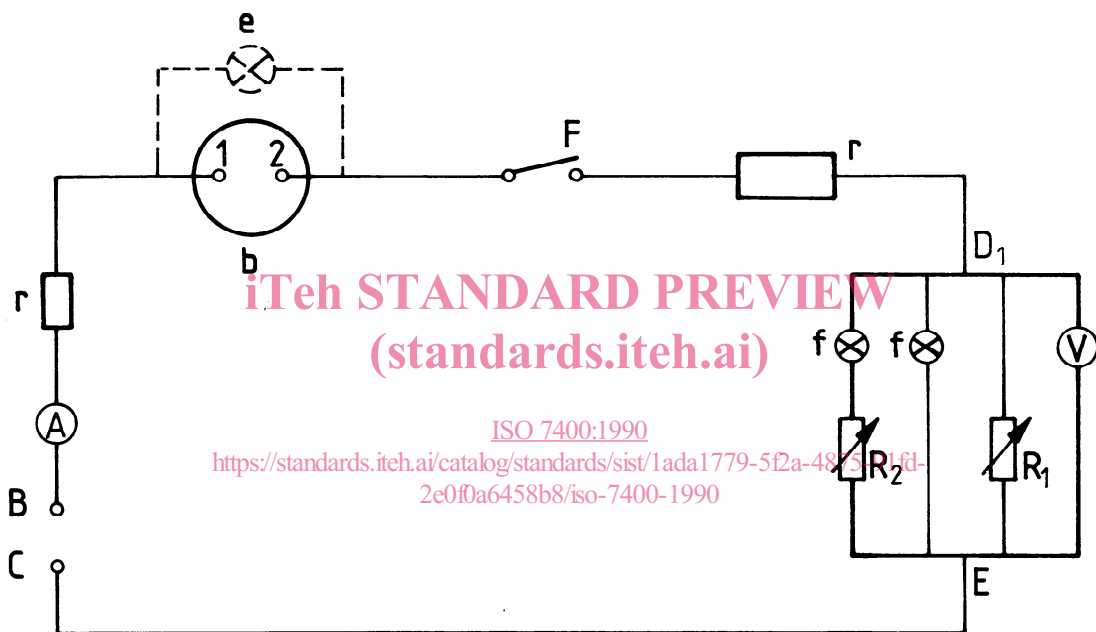 e
1 2
F
r
b
D1
r
iTeh STANDARD PREVIEW
(standards.iteh.ai)
f
f
V
A
ISO 7400:1990
https://standards.iteh.ai/catalog/standards/sist/1ada1779-5f2a-4875-
2e0f0a6458b8/iso-7400-1990
R2
R1
B
C
E